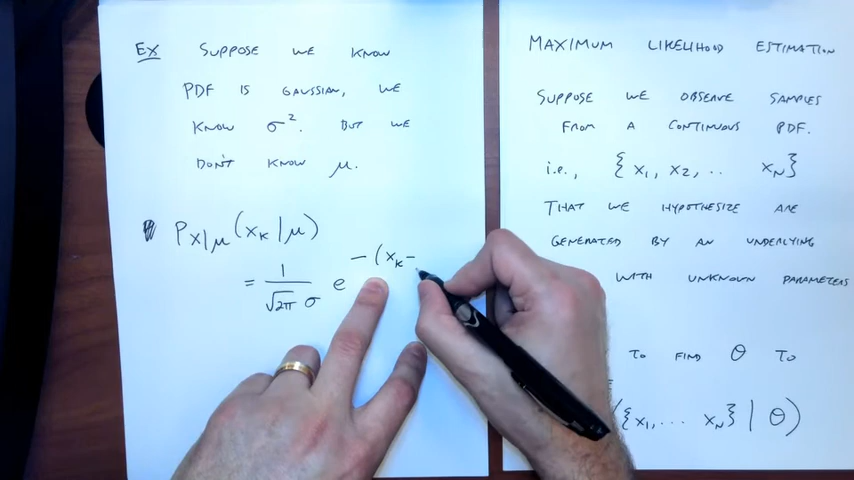 EX SUPPOSE WE KNOW
PDF IS GAUSSIAN, WE
KNOW σ². BUT WE
DON'T KNOW μ.
P_{X|μ}(x_K|μ)
= 1/(√2π σ) e^{-(x_K-
MAXIMUM LIKELIHOOD ESTIMATION
SUPPOSE WE OBSERVE SAMPLES
FROM A CONTINUOUS PDF.
i.e., {x₁, x₂, .. x_N}
THAT WE HYPOTHESIZE ARE
GENERATED BY AN UNDERLYING
WITH UNKNOWN PARAMETERS
TO FIND θ TO
({x₁,... x_N} | θ)